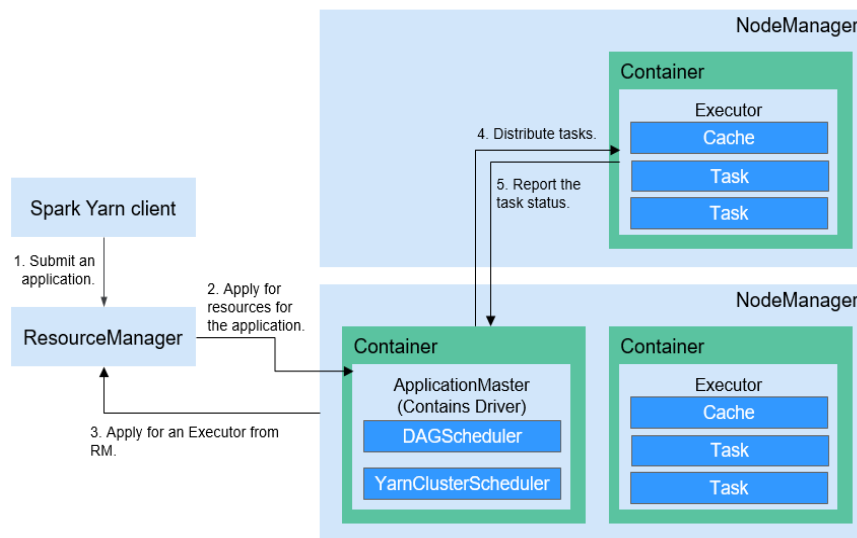 NodeManager
Container
Executor
Cache
Task
Task
4. Distribute tasks.
5. Report the
task status.
Spark Yarn client
1. Submit an
application.
ResourceManager
2. Apply for
resources for
the application.
3. Apply for an Executor from
RM.
NodeManager
Container
ApplicationMaster
(Contains Driver)
DAGScheduler
YarnClusterScheduler
Container
Executor
Cache
Task
Task